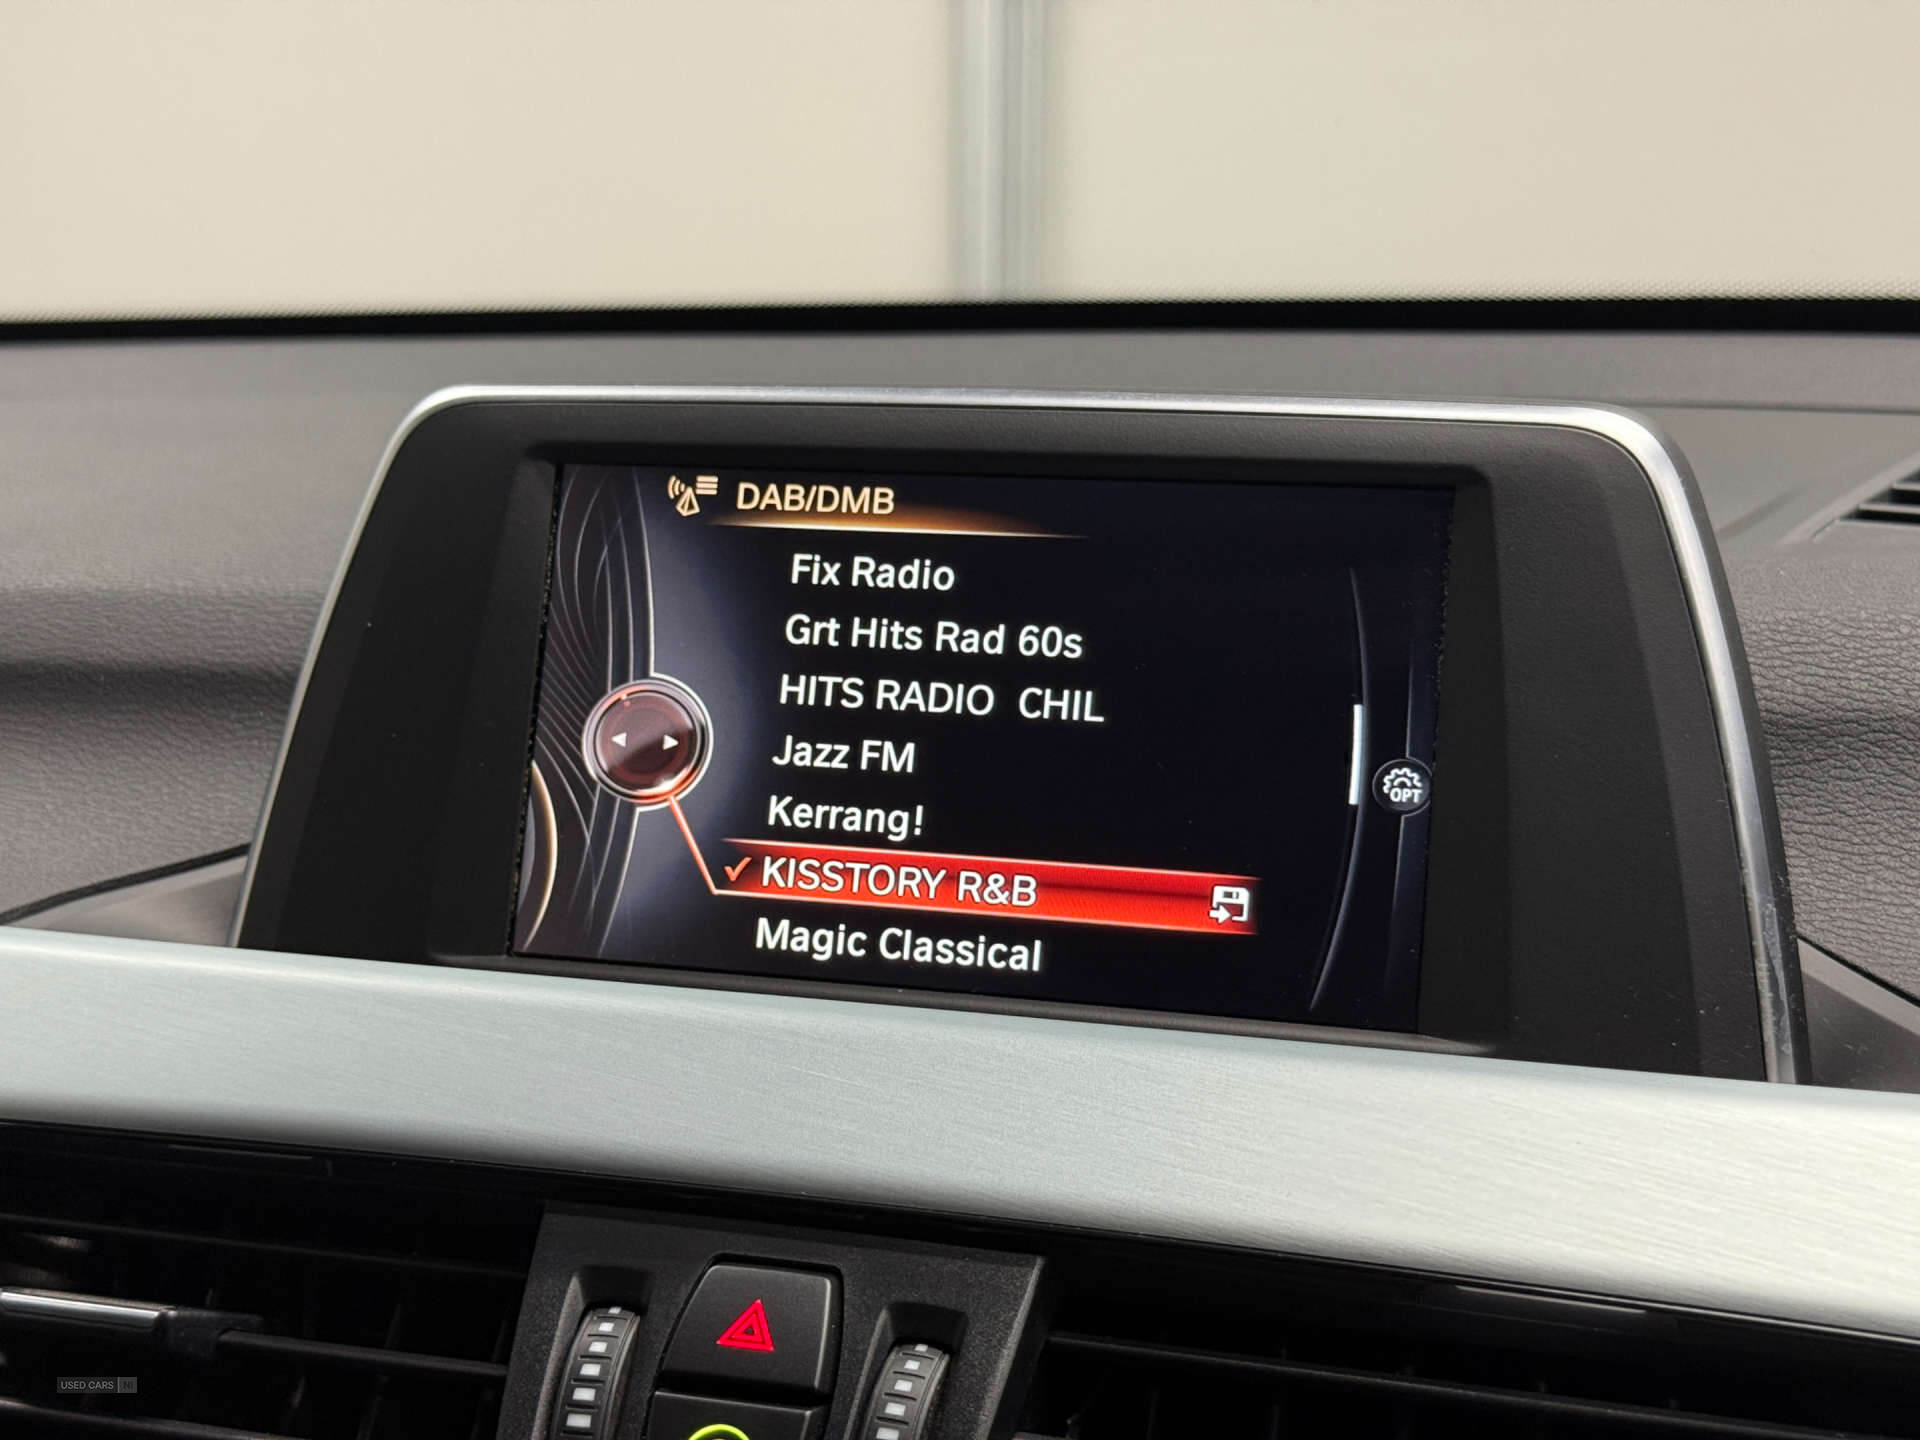 DAB/DMB
Fix Radio
Grt Hits Rad 60s
HITS RADIO  CHIL
Jazz FM
Kerrang!
OPT
KISSTORY R&B
Magic Classical
USED CARS NI